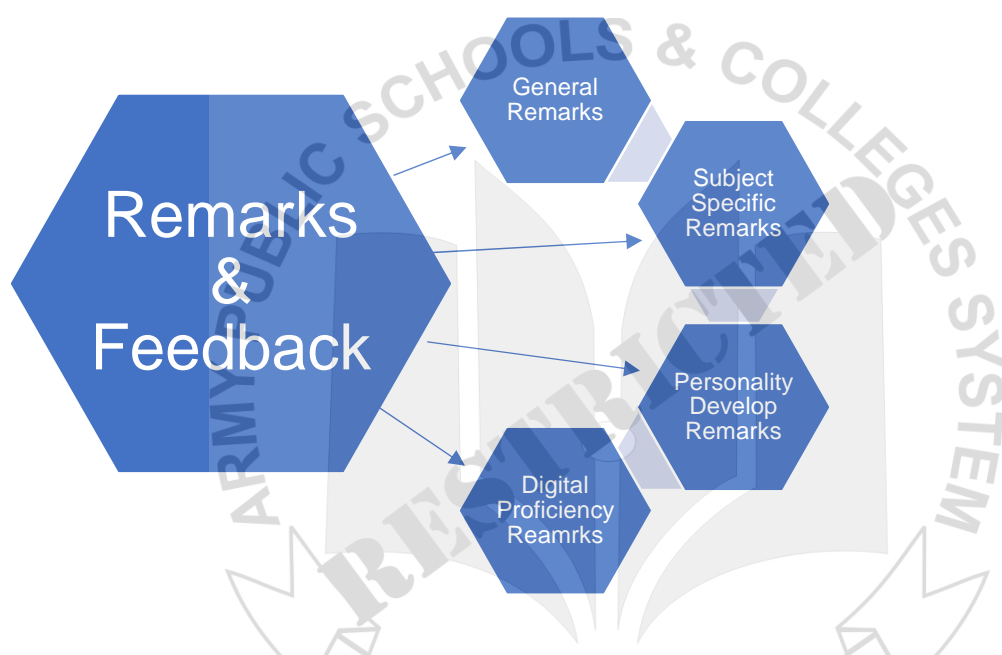 ARMY PUBLIC SCHOOLS & COLLEGES SYSTEM
RESTRICTED
Remarks
&
Feedback
General
Remarks
Subject
Specific
Remarks
Personality
Develop
Remarks
Digital
Proficiency
Reamrks